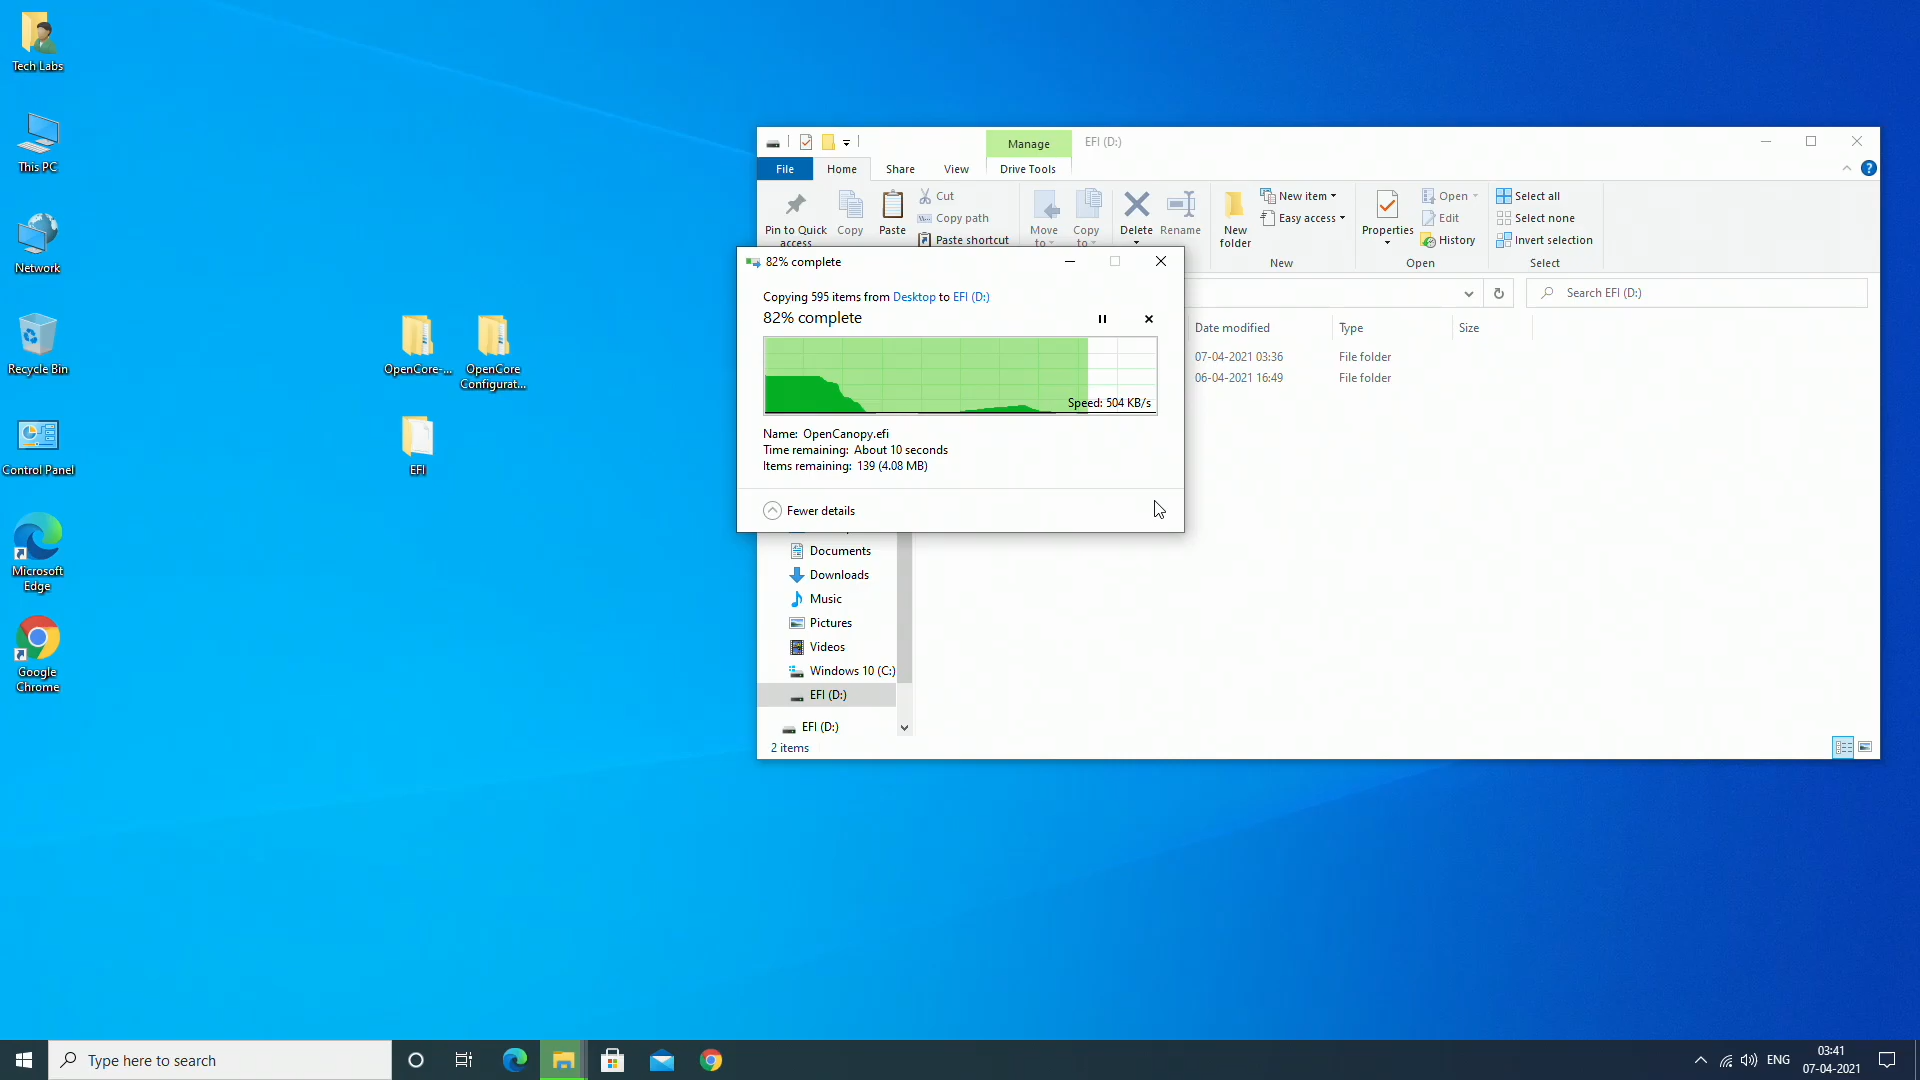 Tech Labs
This PC
Network
Recycle Bin
Control Panel
Microsoft
Edge
Google
Chrome
OpenCore-...
OpenCore
Configurat...
EFI
Manage
EFI (D:)
File
Home
Share
View
Drive Tools
Pin to Quick
access
Copy
Paste
Cut
Copy path
Paste shortcut
Move
to
Copy
to
Delete
Rename
New
folder
New item
Easy access
New
Properties
Open
Edit
History
Open
Select all
Select none
Invert selection
Select
82% complete
Copying 595 items from Desktop to EFI (D:)
82% complete
Speed: 504 KB/s
Name: OpenCanopy.efi
Time remaining: About 10 seconds
Items remaining: 139 (4.08 MB)
Fewer details
Search EFI (D:)
Date modified
Type
Size
07-04-2021 03:36
File folder
06-04-2021 16:49
File folder
Documents
Downloads
Music
Pictures
Videos
Windows 10 (C:)
EFI (D:)
EFI (D:)
2 items
Type here to search
ENG
03:41
07-04-2021